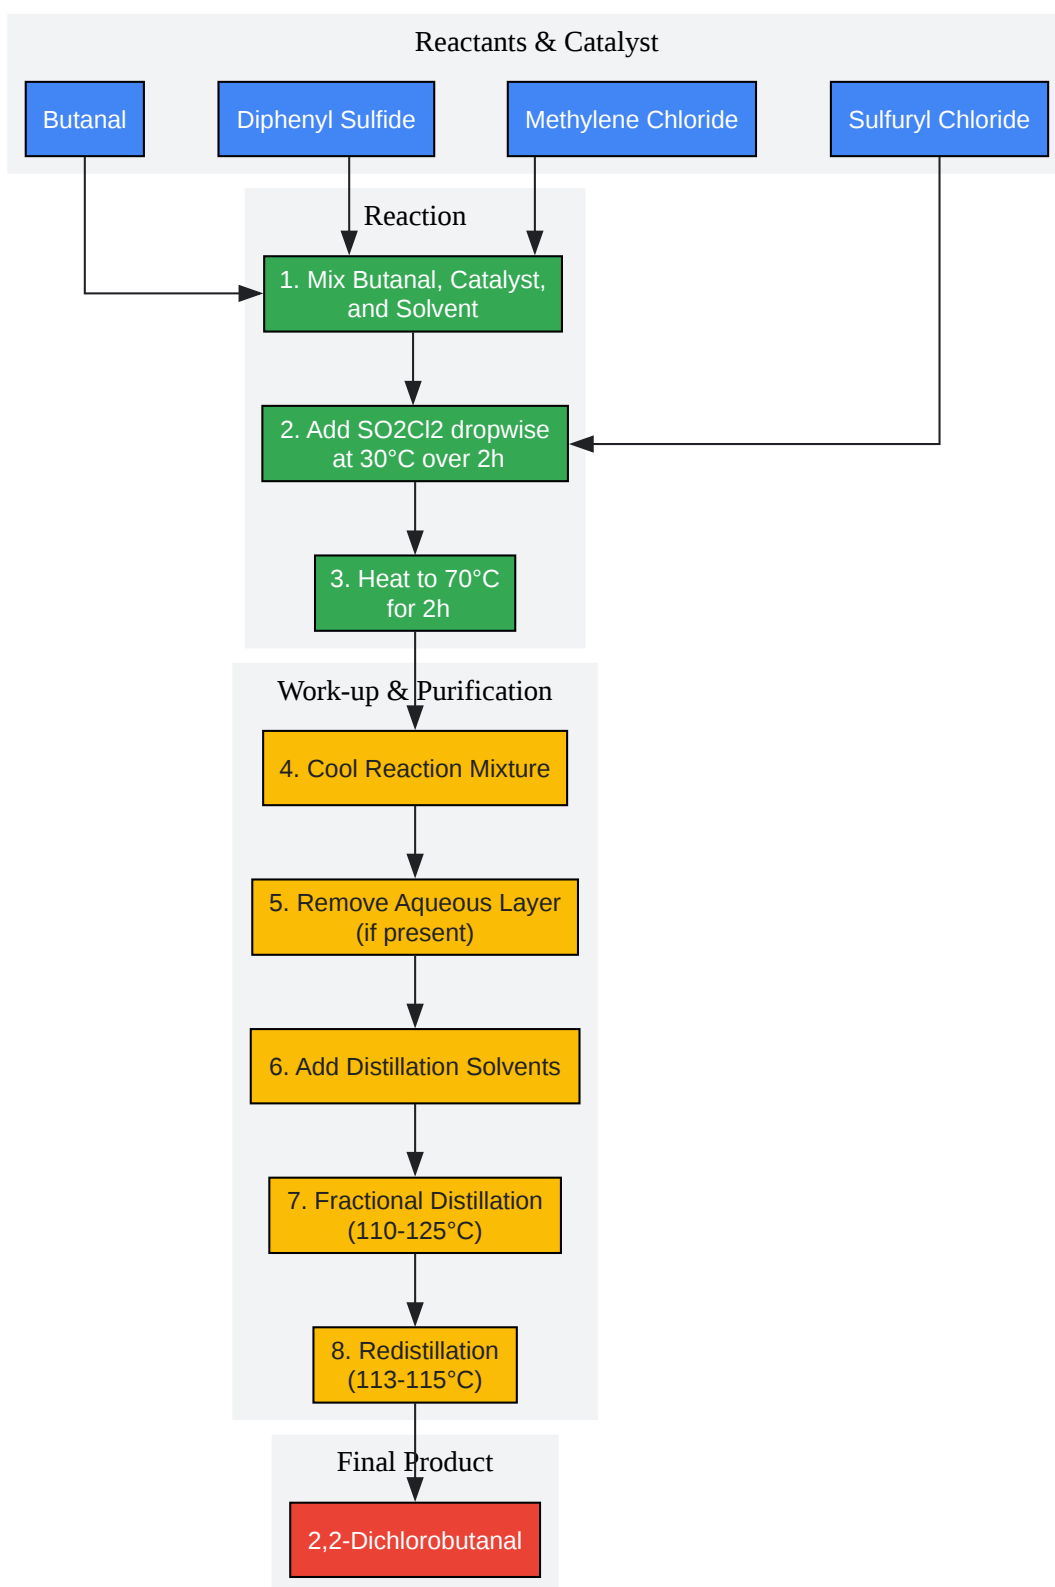 Reactants & Catalyst
Butanal
Diphenyl Sulfide
Methylene Chloride
Sulfuryl Chloride
Reaction
1. Mix Butanal, Catalyst,
and Solvent
2. Add SO2Cl2 dropwise
at 30°C over 2h
3. Heat to 70°C
for 2h
Work-up & Purification
4. Cool Reaction Mixture
5. Remove Aqueous Layer
(if present)
6. Add Distillation Solvents
7. Fractional Distillation
(110-125°C)
8. Redistillation
(113-115°C)
Final Product
2,2-Dichlorobutanal